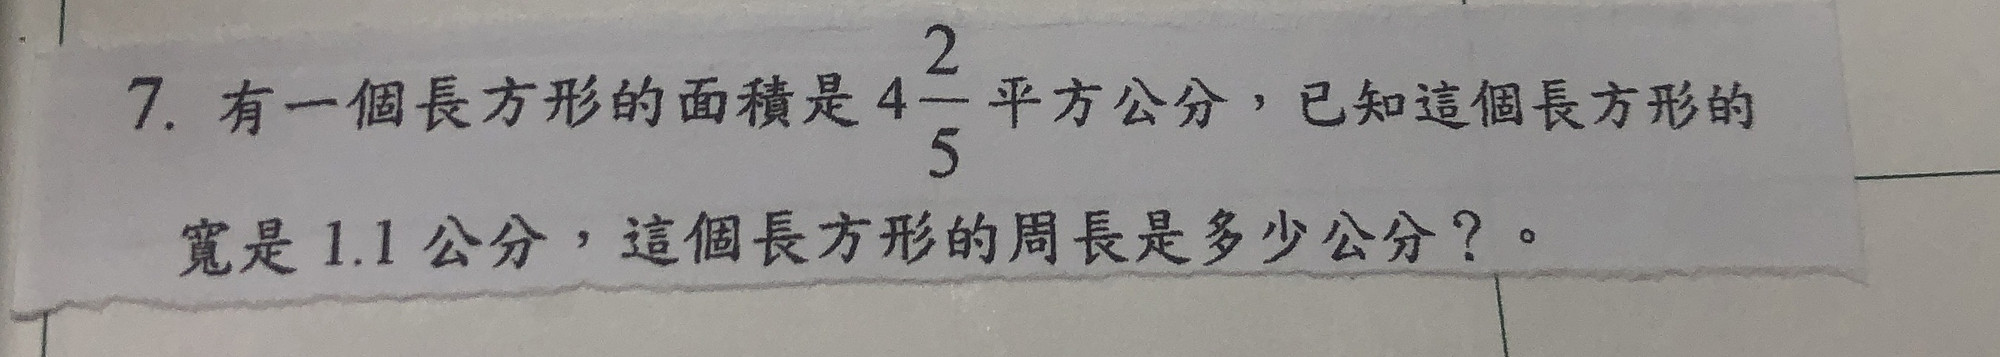 7. 有一個長方形的面積是 4 2/5 平方公分，已知這個長方形的
寬是 1.1 公分，這個長方形的周長是多少公分？。